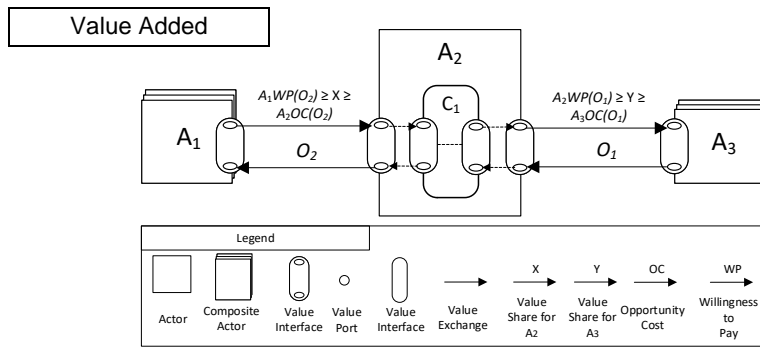 Value Added
A₂
A₁WP(O₂) ≥ X ≥
A₂OC(O₂)
C₁
A₂WP(O₁) ≥ Y ≥
A₃OC(O₁)
A₁
O₂
O₁
A₃
Legend
X
Y
OC
WP
Actor
Composite
Actor
Value
Interface
Value
Port
Value
Interface
Value
Exchange
Value
Share for
A₂
Value
Share for
A₃
Opportunity
Cost
Willingness
to
Pay